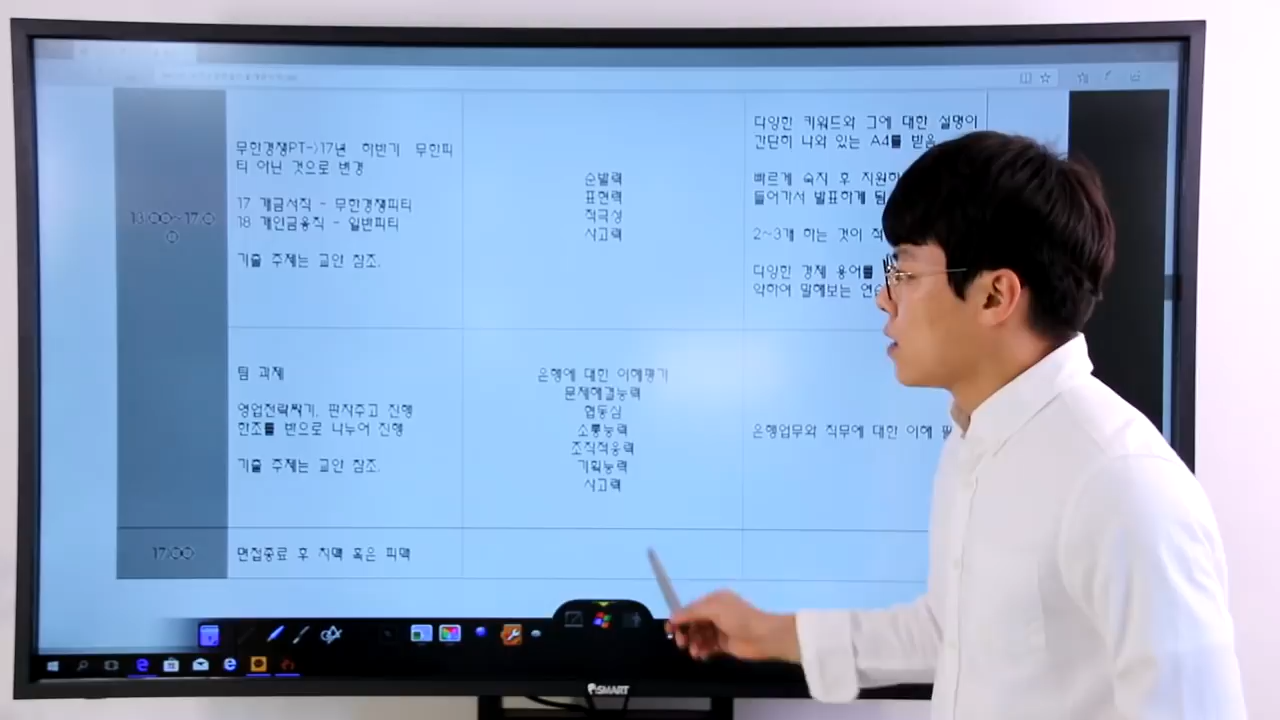 무한경쟁PT->17년 하반기 무한피
티 아닌 것으로 변경
17 개금서직 - 무한경쟁피티
18 개인금융직 - 일반피티
기출 주제는 교안 참조.
순발력
표현력
적극성
사고력
다양한 키워드와 그에 대한 설명이
간단히 나와 있는 A4를 받음
빠르게 숙지 후
들어가서 발표하게 됨
2~3개 하는 것이
다양한 경제 용어를
말해보는
팀 과제
영업전략짜기, 판자주고 진행
한조를 반으로 나누어 진행
기출 주제는 교안 참조.
은행에 대한 이해평가
문제해결능력
협동심
소통능력
조직적응력
기획능력
사고력
은행업무와 직무에 대한 이해
17:00
면접종료 후 치맥 혹은 피맥
SMART